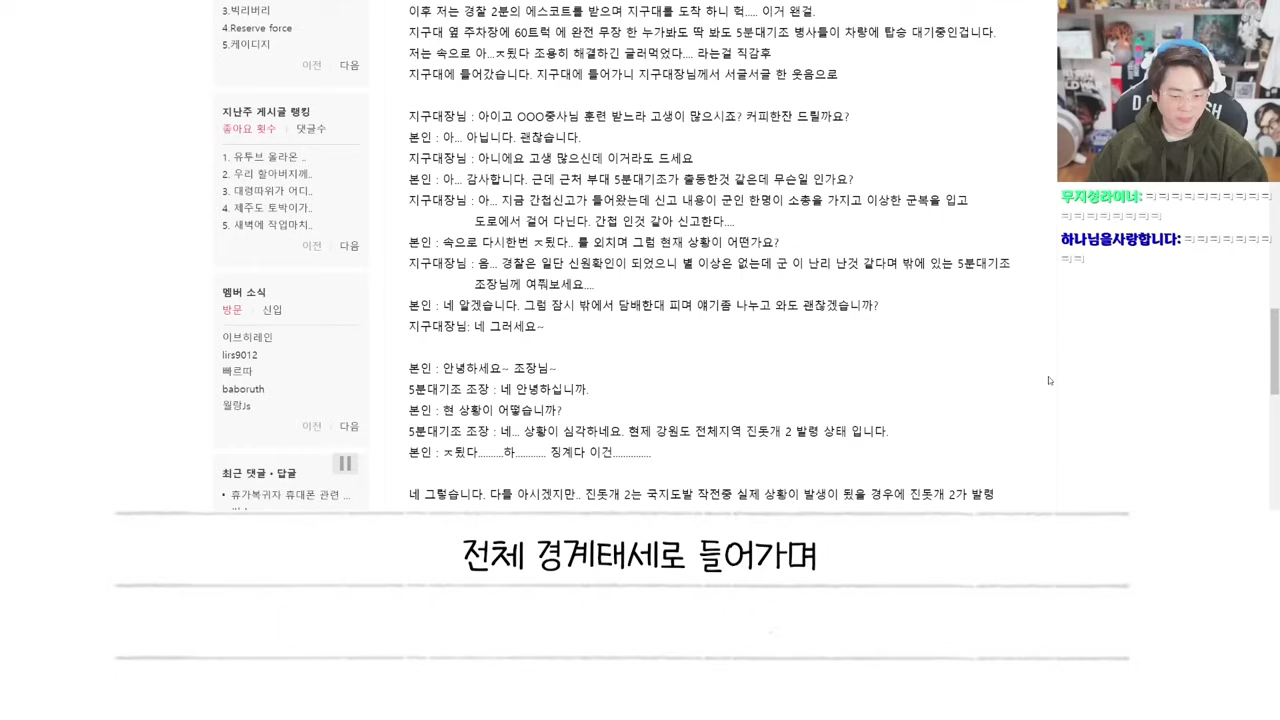 3.빅리버리
4.Reserve force
5.케이디지
이전 다음
지난주 게시글 랭킹
좋아요 횟수 댓글수
1. 유투브 올라온 ..
2. 우리 할아버지께..
3. 대령따위가 어디..
4. 제주도 토박이가..
5. 새벽에 작업마치..
이전 다음
멤버 소식
방문 신입
이브히레인
lirs9012
빠르따
baboruth
월랑Js
이전 다음
최근 댓글 · 답글
• 휴가복귀자 휴대폰 관련 ...
이후 저는 경찰 2분의 에스코트를 받으며 지구대를 도착 하니 헉..... 이거 왠걸.
지구대 옆 주차장에 60트럭 에 완전 무장 한 누가봐도 딱 봐도 5분대기조 병사들이 차량에 탑승 대기중인겁니다.
저는 속으로 아...ㅈ됬다 조용히 해결하긴 글러먹었다.... 라는걸 직감후
지구대에 들어갔습니다. 지구대에 들어가니 지구대장님께서 서글서글 한 웃음으로
지구대장님 : 아이고 OOO중사님 훈련 받느라 고생이 많으시죠? 커피한잔 드릴까요?
본인 : 아... 아닙니다. 괜찮습니다.
지구대장님 : 아니에요 고생 많으신데 이거라도 드세요
본인 : 아... 감사합니다. 근데 근처 부대 5분대기조가 출동한것 같은데 무슨일 인가요?
지구대장님 : 아... 지금 간첩신고가 들어왔는데 신고 내용이 군인 한명이 소총을 가지고 이상한 군복을 입고
도로에서 걸어 다닌다. 간첩 인것 같아 신고한다....
본인 : 속으로 다시한번 ㅈ됬다.. 를 외치며 그럼 현재 상황이 어떤가요?
지구대장님 : 음... 경찰은 일단 신원확인이 되었으니 별 이상은 없는데 군 이 난리 난것 같다며 밖에 있는 5분대기조
조장님께 여쭤보세요....
본인 : 네 알겠습니다. 그럼 잠시 밖에서 담배한대 피며 얘기좀 나누고 와도 괜찮겠습니까?
지구대장님: 네 그러세요~
본인 : 안녕하세요~ 조장님~
5분대기조 조장 : 네 안녕하십니까.
본인 : 현 상황이 어떻습니까?
5분대기조 조장 : 네... 상황이 심각하네요. 현제 강원도 전체지역 진돗개 2 발령 상태 입니다.
본인 : ㅈ됬다.........하............ 징계다 이건..............
네 그렇습니다. 다들 아시겠지만.. 진돗개 2는 국지도발 작전중 실제 상황이 발생이 됬을 경우에 진돗개 2가 발령
무지성라이너: ㅋㅋㅋㅋㅋㅋㅋㅋ
ㅋㅋㅋㅋㅋㅋㅋ
하나님을사랑합니다: ㅋㅋㅋㅋㅋㅋ
ㅋㅋ
전체 경계태세로 들어가며